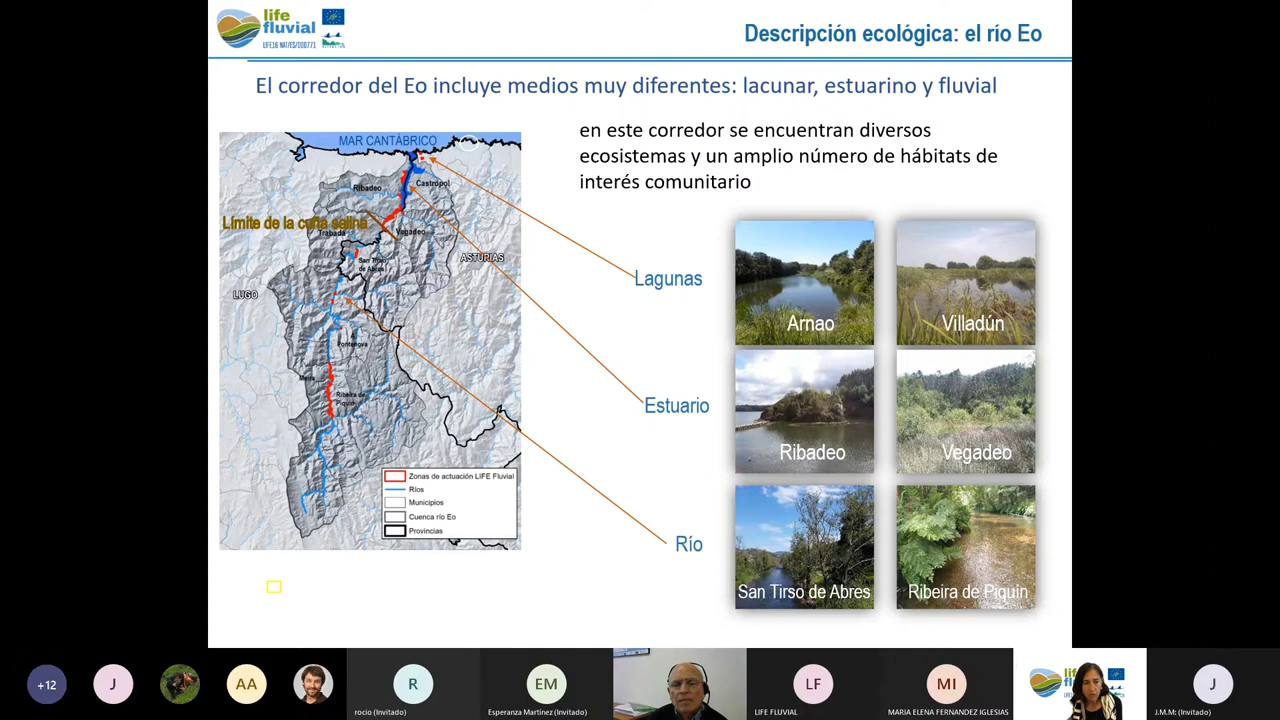 life
fluvial
LIFE16 NAT/ES/000771
Descripción ecológica: el río Eo
El corredor del Eo incluye medios muy diferentes: lacunar, estuarino y fluvial
en este corredor se encuentran diversos
ecosistemas y un amplio número de hábitats de
interés comunitario
MAR CANTÁBRICO
Ribadeo
Castropol
Límite de la cuña salina
Trabada
Vegadeo
San Tirso
de Abres
ASTURIAS
LUGO
A
Pontenova
Meira
Ribeira de
Piquín
Zonas de actuación LIFE Fluvial
Ríos
Municipios
Cuenca río Eo
Provincias
Lagunas
Estuario
Río
Arnao
Villadún
Ribadeo
Vegadeo
San Tirso de Abres
Ribeira de Piquin
+12
J
AA
R
rocio (Invitado)
EM
Esperanza Martínez (Invitado)
LF
LIFE FLUVIAL
MI
MARIA ELENA FERNANDEZ IGLESIAS
life
fluvial
J
J.M.M: (Invitado)